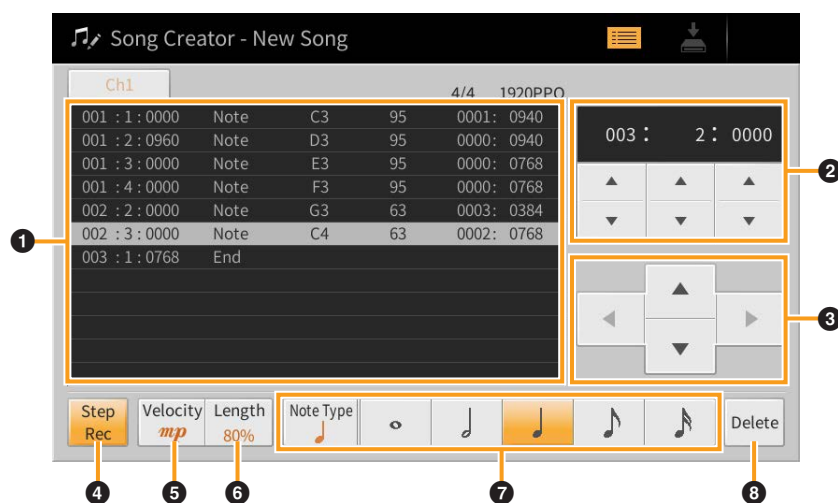 Song Creator - New Song
Ch1
4/4 1920PPQ
001 :1:0000 Note C3 95 0001: 0940
001 :2:0960 Note D3 95 0000: 0940
001 :3:0000 Note E3 95 0000: 0768
001 :4:0000 Note F3 95 0000: 0768
002 :2:0000 Note G3 63 0003: 0384
002 :3:0000 Note C4 63 0002: 0768
003 :1:0768 End
003 : 2 : 0000
1
2
3
Step Rec
Velocity
mp
Length
80%
Note Type
Delete
4
5
6
7
8